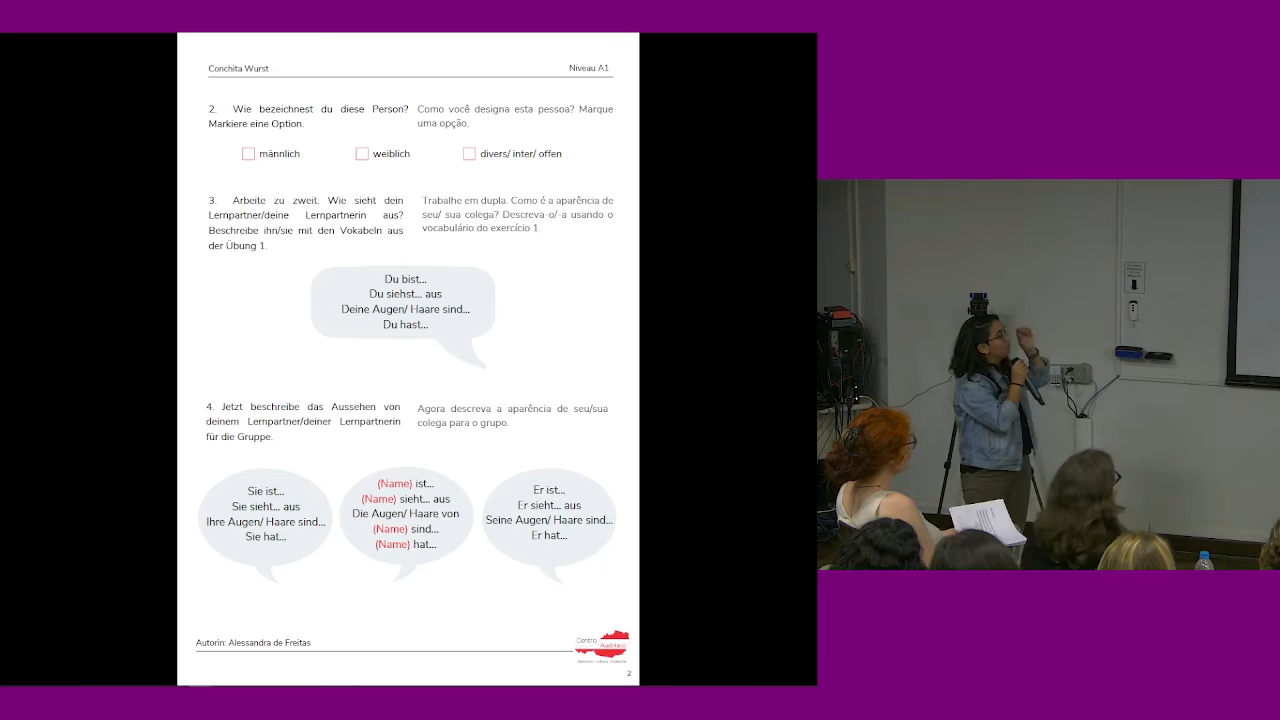 Conchita Wurst
Niveau A1
2. Wie bezeichnest du diese Person?
Markiere eine Option.
Como você designa esta pessoa? Marque
uma opção.
männlich
weiblich
divers/ inter/ offen
3. Arbeite zu zweit. Wie sieht dein
Lernpartner/deine Lernpartnerin aus?
Beschreibe ihn/sie mit den Vokabeln aus
der Übung 1.
Trabalhe em dupla. Como é a aparência de
seu/ sua colega? Descreva-o/-a usando o
vocabulário do exercício 1.
Du bist...
Du siehst... aus
Deine Augen/ Haare sind...
Du hast...
4. Jetzt beschreibe das Aussehen von
deinem Lernpartner/deiner Lernpartnerin
für die Gruppe.
Agora descreva a aparência de seu/sua
colega para o grupo.
Sie ist...
Sie sieht... aus
Ihre Augen/ Haare sind...
Sie hat...
(Name) ist...
(Name) sieht... aus
Die Augen/ Haare von
(Name) sind...
(Name) hat...
Er ist...
Er sieht... aus
Seine Augen/ Haare sind...
Er hat...
Autorin: Alessandra de Freitas
Centro
Austríaco
2